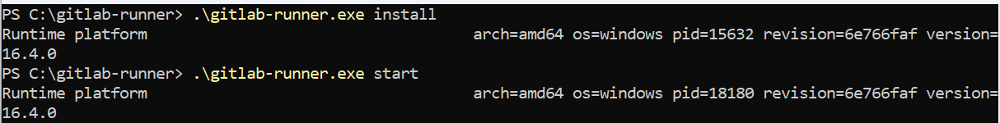 PS C:\gitlab-runner> .\gitlab-runner.exe install
Runtime platform                                    arch=amd64 os=windows pid=15632 revision=6e766faf version=
16.4.0
PS C:\gitlab-runner> .\gitlab-runner.exe start
Runtime platform                                    arch=amd64 os=windows pid=18180 revision=6e766faf version=
16.4.0